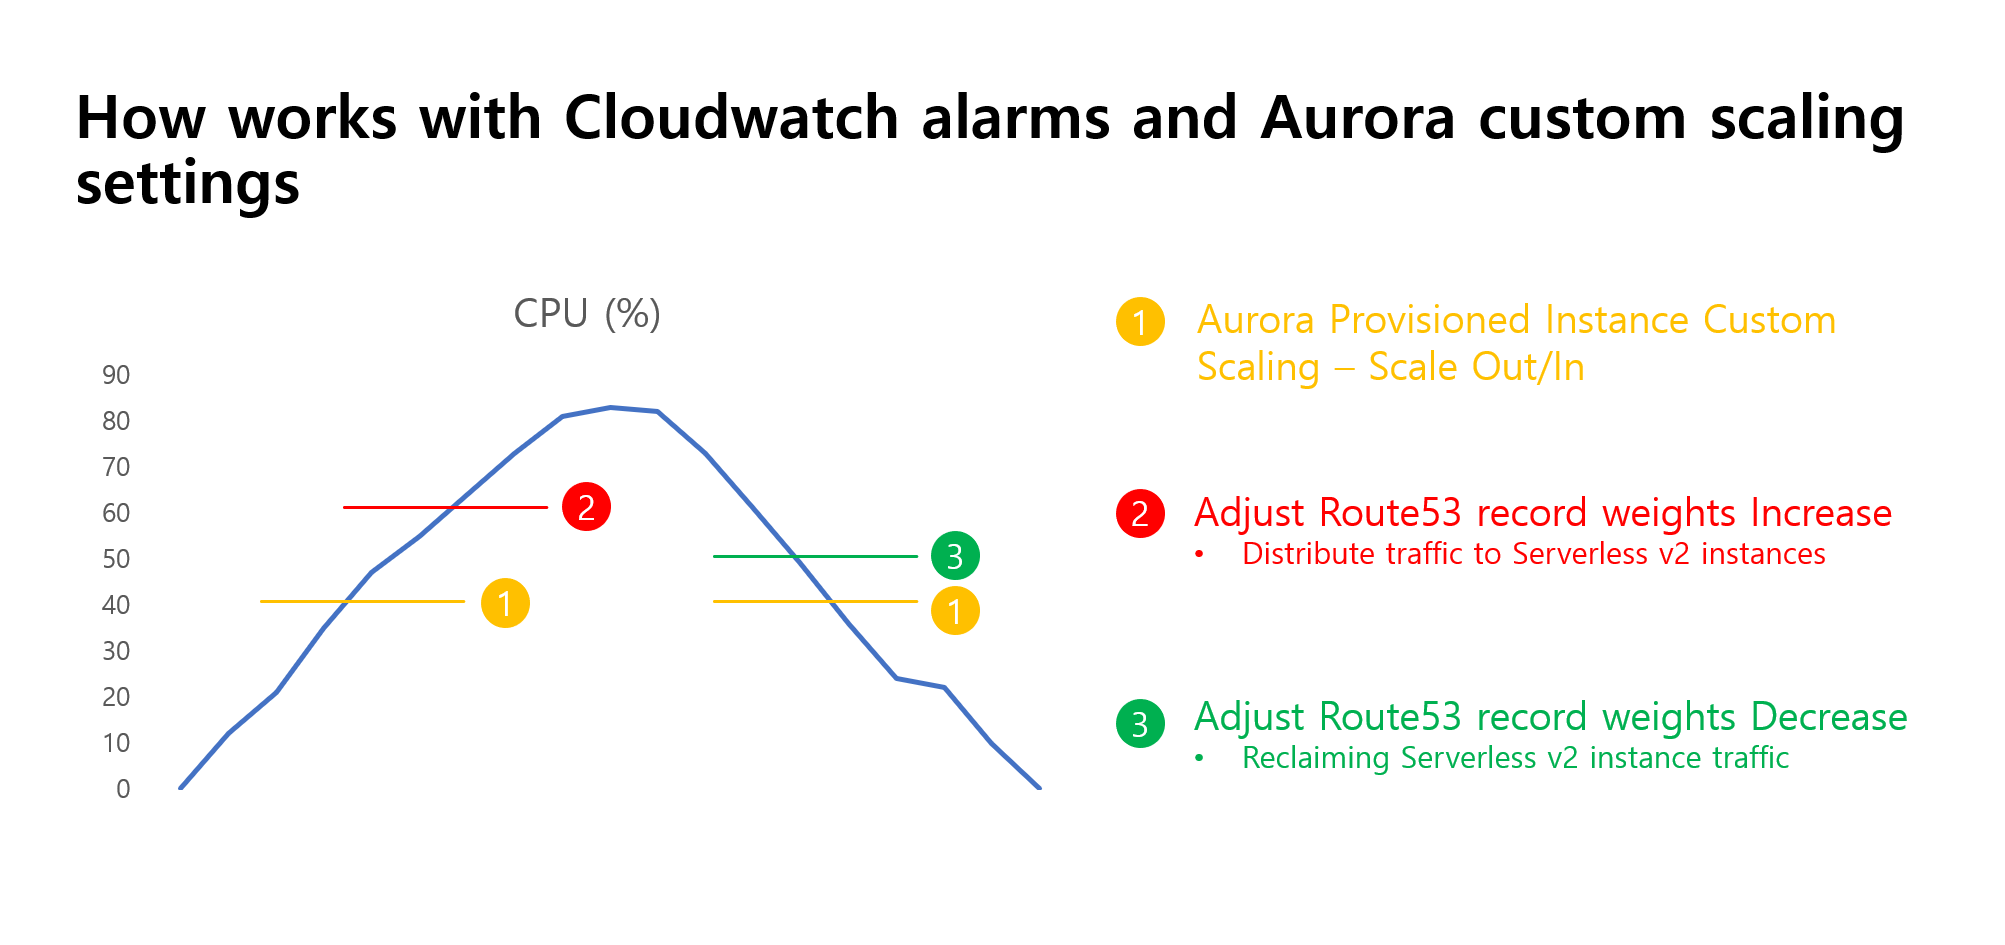 How works with Cloudwatch alarms and Aurora custom scaling
settings
CPU (%)
90
80
70
60
50
40
30
20
10
0
2
1
3
1
1 Aurora Provisioned Instance Custom
Scaling – Scale Out/In
2 Adjust Route53 record weights Increase
• Distribute traffic to Serverless v2 instances
3 Adjust Route53 record weights Decrease
• Reclaiming Serverless v2 instance traffic